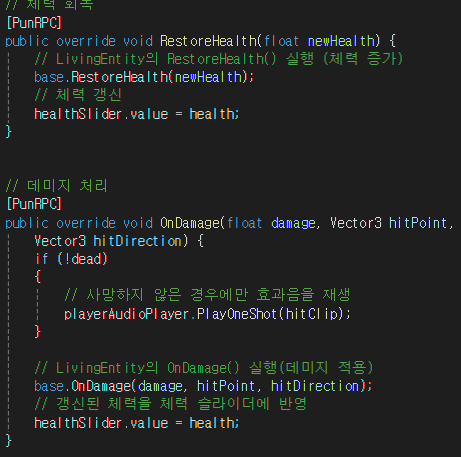 // 체력 회복
[PunRPC]
public override void RestoreHealth(float newHealth) {
// LivingEntity의 RestoreHealth() 실행 (체력 증가)
base.RestoreHealth(newHealth);
// 체력 갱신
healthSlider.value = health;
}
// 데미지 처리
[PunRPC]
public override void OnDamage(float damage, Vector3 hitPoint,
Vector3 hitDirection) {
if (!dead)
{
// 사망하지 않은 경우에만 효과음을 재생
playerAudioPlayer.PlayOneShot(hitClip);
}
// LivingEntity의 OnDamage() 실행(데미지 적용)
base.OnDamage(damage, hitPoint, hitDirection);
// 갱신된 체력을 체력 슬라이더에 반영
healthSlider.value = health;
}